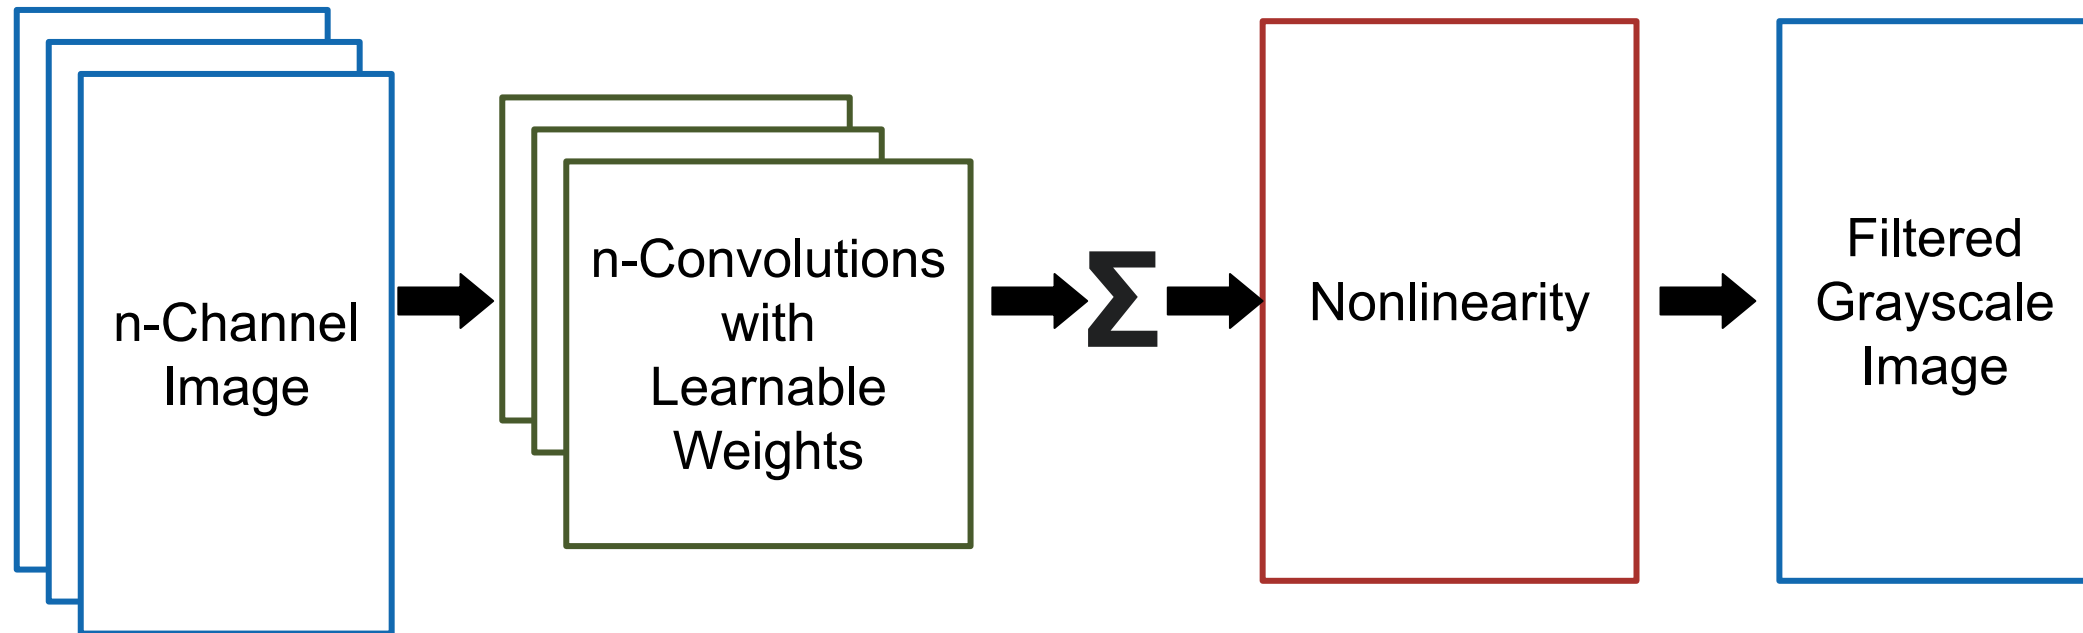 n-Channel
Image
n-Convolutions
with
Learnable
Weights
Σ
Nonlinearity
Filtered
Grayscale
Image